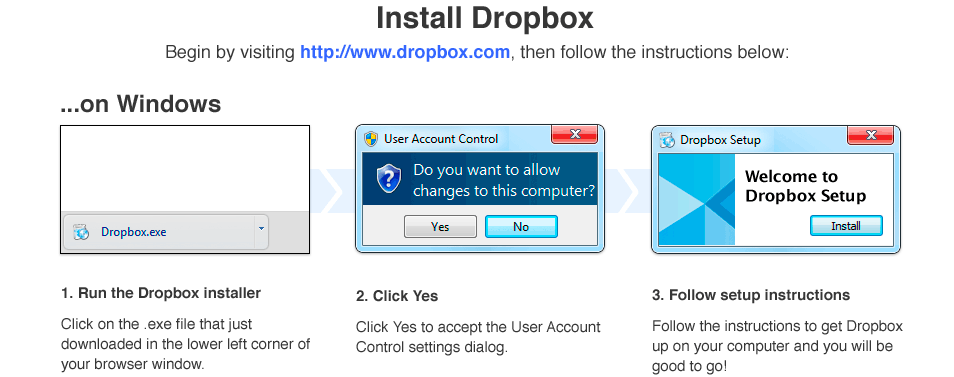 Install Dropbox
Begin by visiting http://www.dropbox.com, then follow the instructions below:
...on Windows
Dropbox.exe
User Account Control
Do you want to allow
changes to this computer?
Yes
No
Dropbox Setup
Welcome to
Dropbox Setup
Install
1. Run the Dropbox installer
Click on the .exe file that just
downloaded in the lower left corner of
your browser window.
2. Click Yes
Click Yes to accept the User Account
Control settings dialog.
3. Follow setup instructions
Follow the instructions to get Dropbox
up on your computer and you will be
good to go!